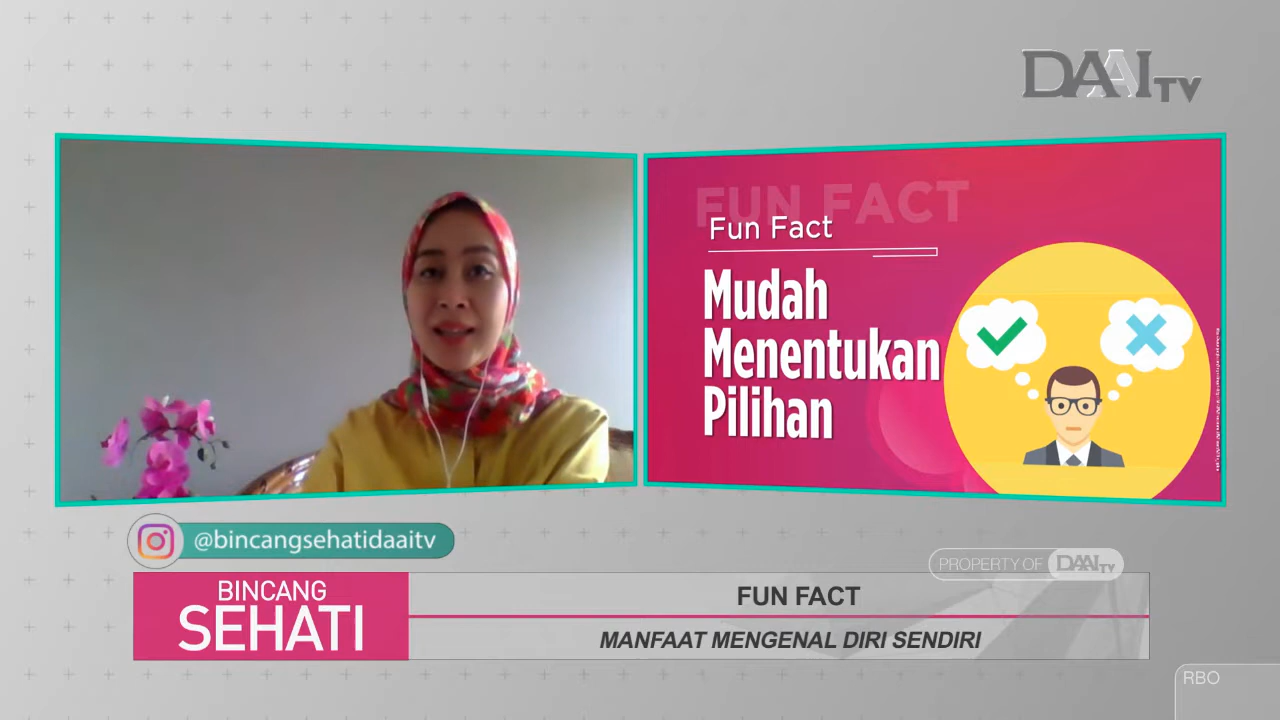 DAAI TV
FUN FACT
Fun Fact
Mudah
Menentukan
Pilihan
@bincangsehatidaaitv
PROPERTY OF DAAI TV
BINCANG
SEHATI
FUN FACT
MANFAAT MENGENAL DIRI SENDIRI
RBO